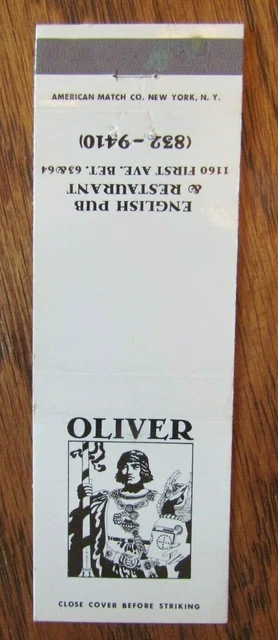 AMERICAN MATCH CO. NEW YORK, N. Y.
ENGLISH PUB
& RESTAURANT
1160 FIRST AVE. BET. 63&64
(832-9410)
OLIVER
CLOSE COVER BEFORE STRIKING